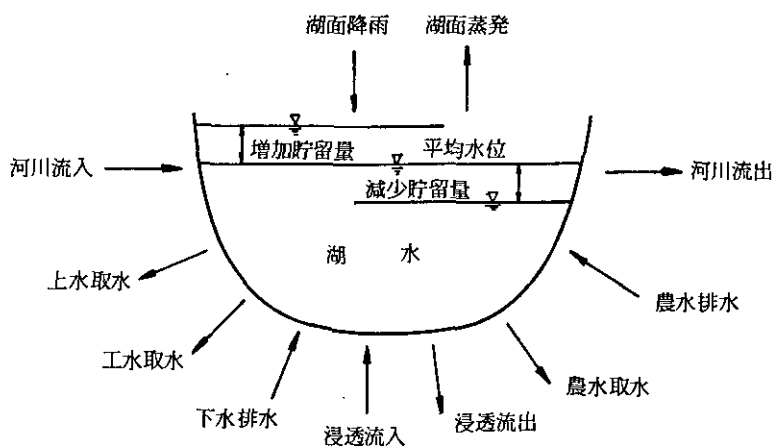 湖面降雨
湖面蒸発
増加貯留量
平均水位
河川流入
河川流出
減少貯留量
湖水
上水取水
農水排水
工水取水
農水取水
下水排水
浸透流入
浸透流出